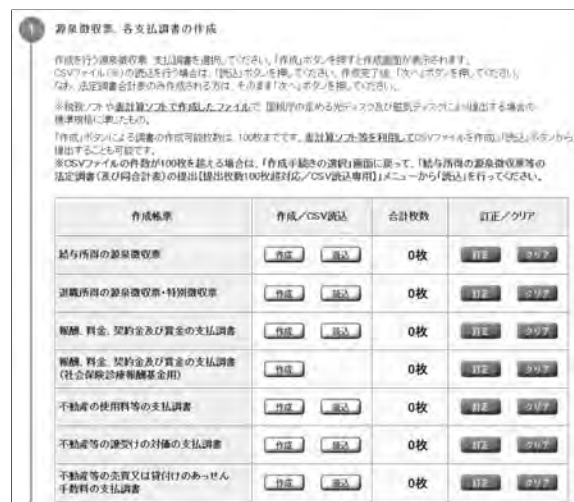 1 源泉徴収票、各支払調書の作成
作成を行う源泉徴収票、支払調書を選択してください。「作成」ボタンを押すと作成画面が表示されます。
CSVファイル(※)の読込を行う場合は、「読込」ボタンを押してください。作成完了後、「次へ」ボタンを押してください。
なお、法定調書合計表のみ作成される方は、そのまま「次へ」ボタンを押してください。
※税務ソフトや表計算ソフトで作成したファイルで、国税庁の定める光ディスク及び磁気ディスクにより提出する場合の
標準規格に準じたもの。
「作成」ボタンによる調書の作成可能枚数は、100枚までです。表計算ソフト等を利用してCSVファイルを作成し「読込」ボタンから
提出することも可能です。
※CSVファイルの件数が100枚を超える場合は、「作成手続きの選択」画面に戻って、「給与所得の源泉徴収票等の
法定調書(及び同合計表)の提出【提出枚数100枚超対応/CSV読込専用】」メニューから「読込」を行ってください。
作成帳票 作成/CSV読込 合計枚数 訂正/クリア
給与所得の源泉徴収票 作成 読込 0枚 訂正 クリア
退職所得の源泉徴収票・特別徴収票 作成 読込 0枚 訂正 クリア
報酬、料金、契約金及び賞金の支払調書 作成 読込 0枚 訂正 クリア
報酬、料金、契約金及び賞金の支払調書
(社会保険診療報酬基金用) 作成 0枚 訂正 クリア
不動産の使用料等の支払調書 作成 読込 0枚 訂正 クリア
不動産等の譲受けの対価の支払調書 作成 読込 0枚 訂正 クリア
不動産等の売買又は貸付けのあっせん
手数料の支払調書 作成 読込 0枚 訂正 クリア